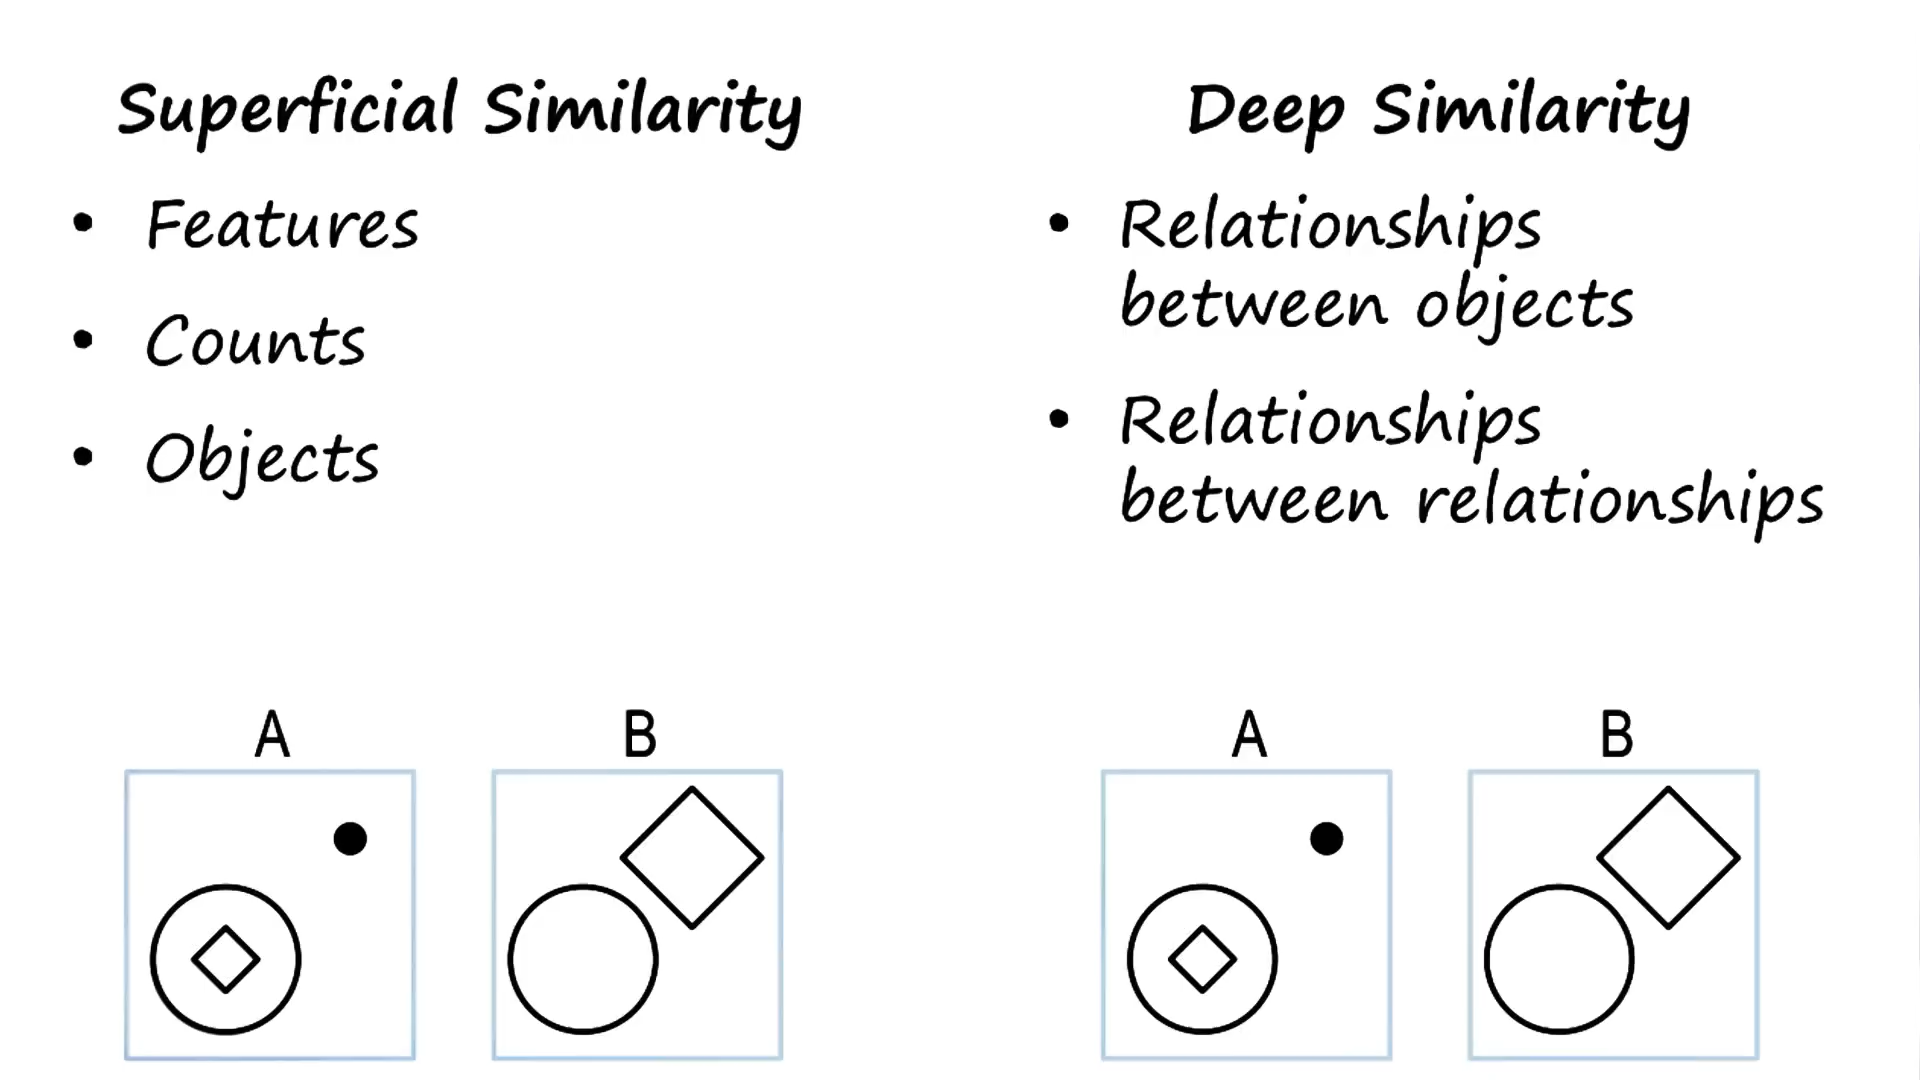 Superficial Similarity
• Features
• Counts
• Objects
A B
Deep Similarity
• Relationships
between objects
• Relationships
between relationships
A B